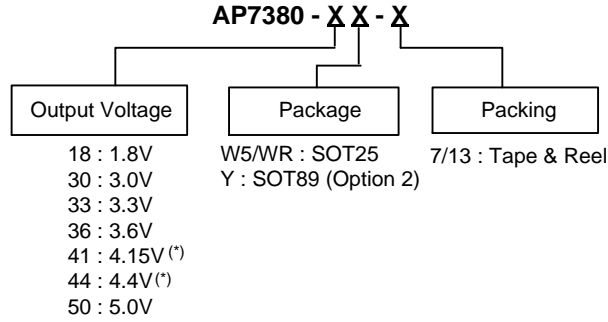 AP7380 - X X - X
Output Voltage
Package
Packing
18 : 1.8V
30 : 3.0V
33 : 3.3V
36 : 3.6V
41 : 4.15V (*)
44 : 4.4V (*)
50 : 5.0V
W5/WR : SOT25
Y : SOT89 (Option 2)
7/13 : Tape & Reel